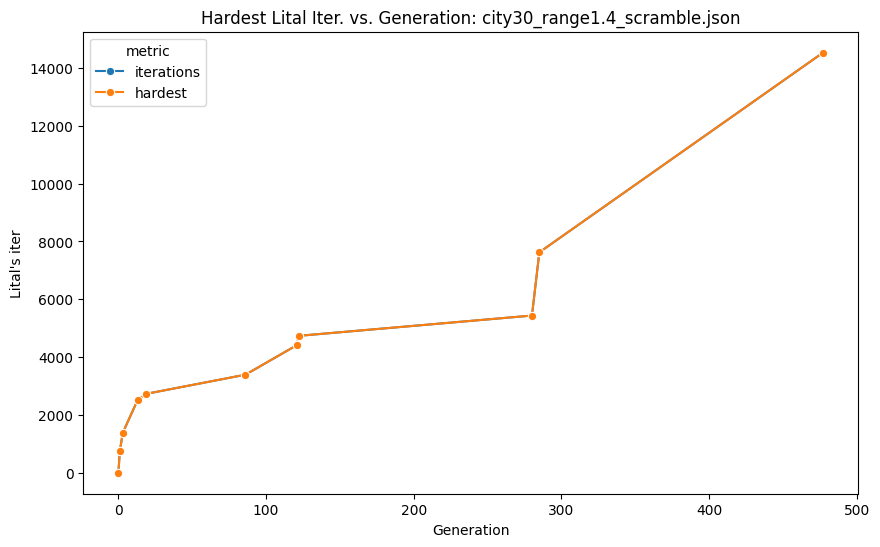 Hardest Lital Iter. vs. Generation: city30_range1.4_scramble.json
metric
iterations
hardest
14000
12000
10000
8000
6000
4000
2000
0
Lital's iter
0 100 200 300 400 500
Generation